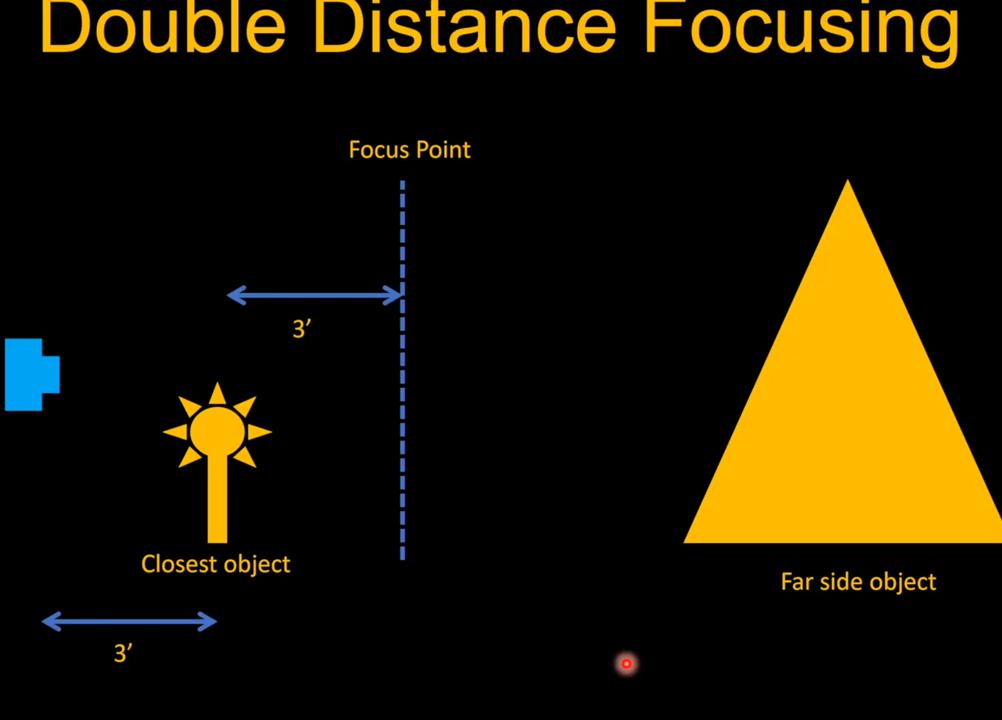 Double Distance Focusing
Focus Point
3’
Closest object
Far side object
3’